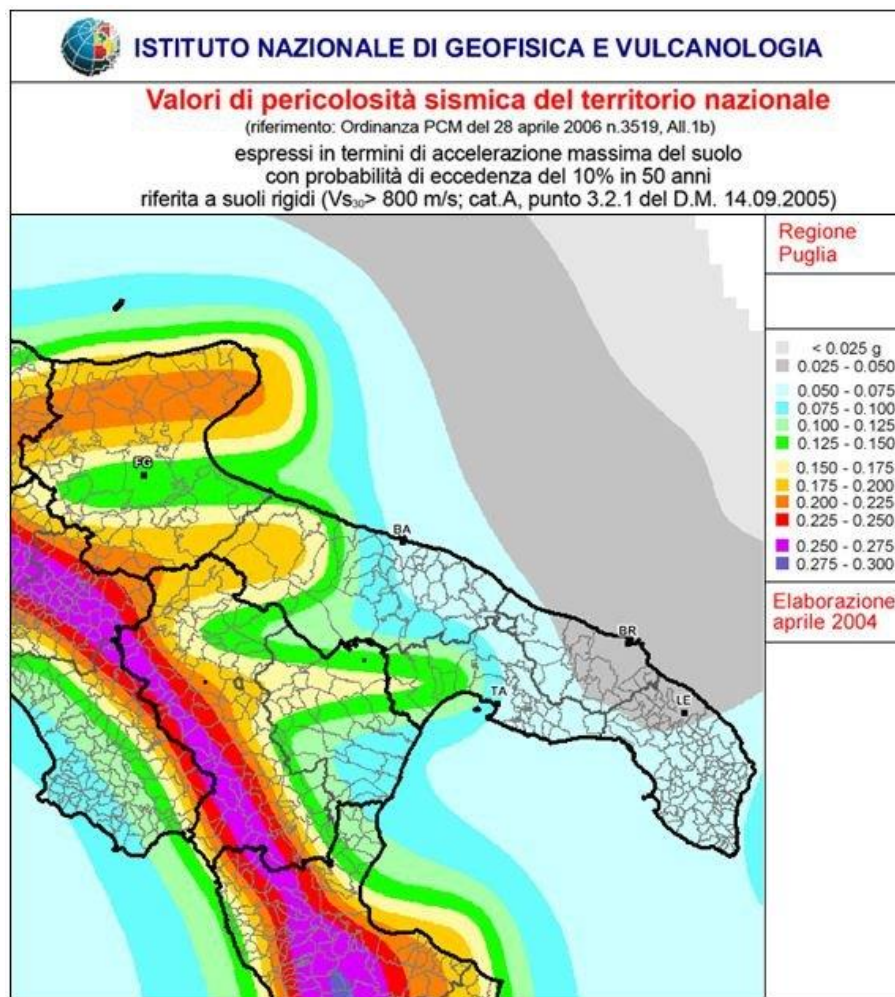 ISTITUTO NAZIONALE DI GEOFISICA E VULCANOLOGIA
Valori di pericolosità sismica del territorio nazionale
(riferimento: Ordinanza PCM del 28 aprile 2006 n.3519, All.1b)
espressi in termini di accelerazione massima del suolo
con probabilità di eccedenza del 10% in 50 anni
riferita a suoli rigidi (Vs₃₀> 800 m/s; cat.A, punto 3.2.1 del D.M. 14.09.2005)
Regione
Puglia
< 0.025 g
0.025 - 0.050
0.050 - 0.075
0.075 - 0.100
0.100 - 0.125
0.125 - 0.150
0.150 - 0.175
0.175 - 0.200
0.200 - 0.225
0.225 - 0.250
0.250 - 0.275
0.275 - 0.300
Elaborazione
aprile 2004
FG
BA
BR
TA
LE